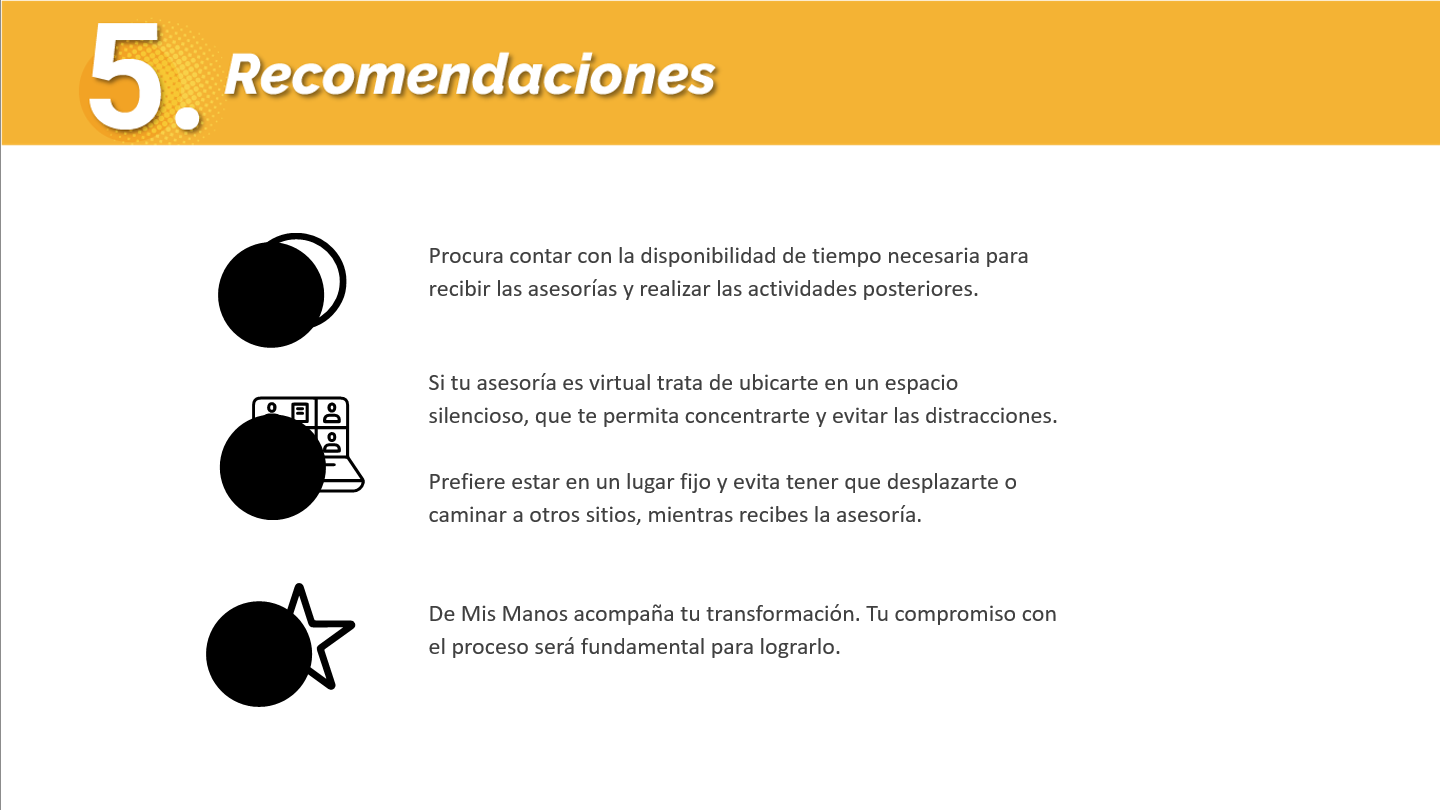 5. Recomendaciones
Procura contar con la disponibilidad de tiempo necesaria para
recibir las asesorías y realizar las actividades posteriores.
Si tu asesoría es virtual trata de ubicarte en un espacio
silencioso, que te permita concentrarte y evitar las distracciones.
Prefiere estar en un lugar fijo y evita tener que desplazarte o
caminar a otros sitios, mientras recibes la asesoría.
De Mis Manos acompaña tu transformación. Tu compromiso con
el proceso será fundamental para lograrlo.